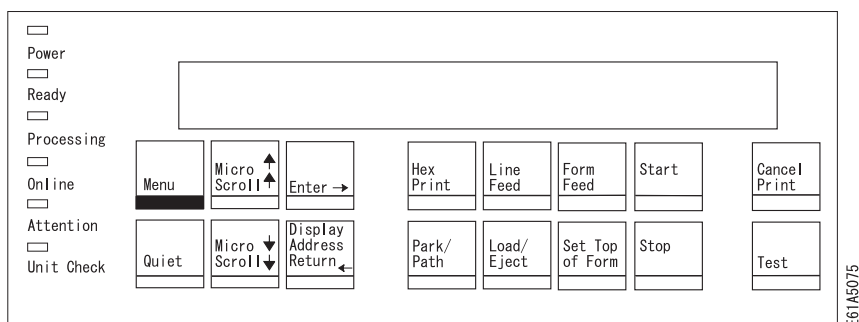 Power
Ready
Processing
Online
Attention
Unit Check
Menu
Micro
Scroll
Enter
Hex
Print
Line
Feed
Form
Feed
Start
Cancel
Print
Quiet
Micro
Scroll
Display
Address
Return
Park/
Path
Load/
Eject
Set Top
of Form
Stop
Test
E61A5075